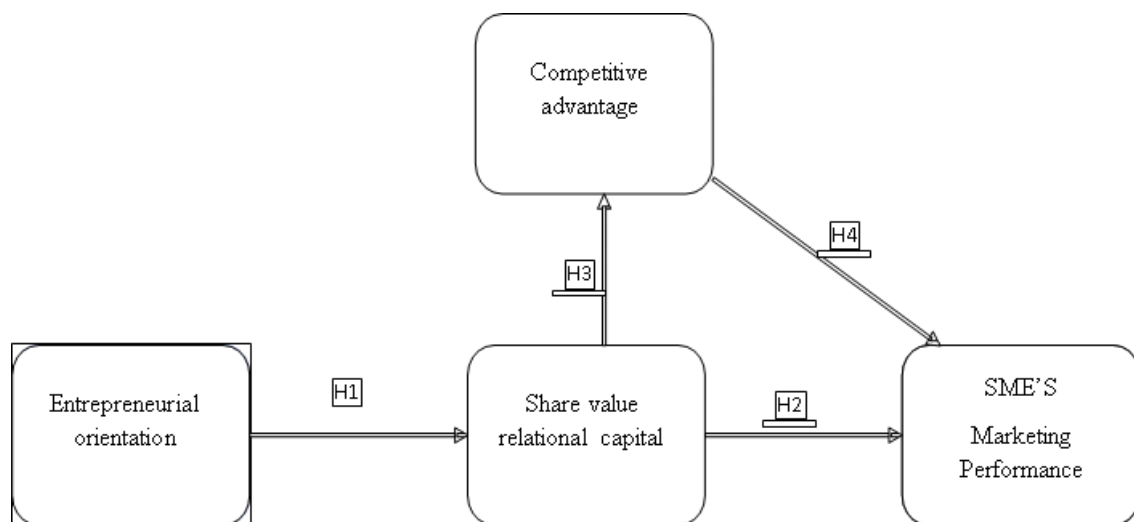 Competitive
advantage
H4
H3
Entrepreneurial
orientation
H1
Share value
relational capital
H2
SME'S
Marketing
Performance